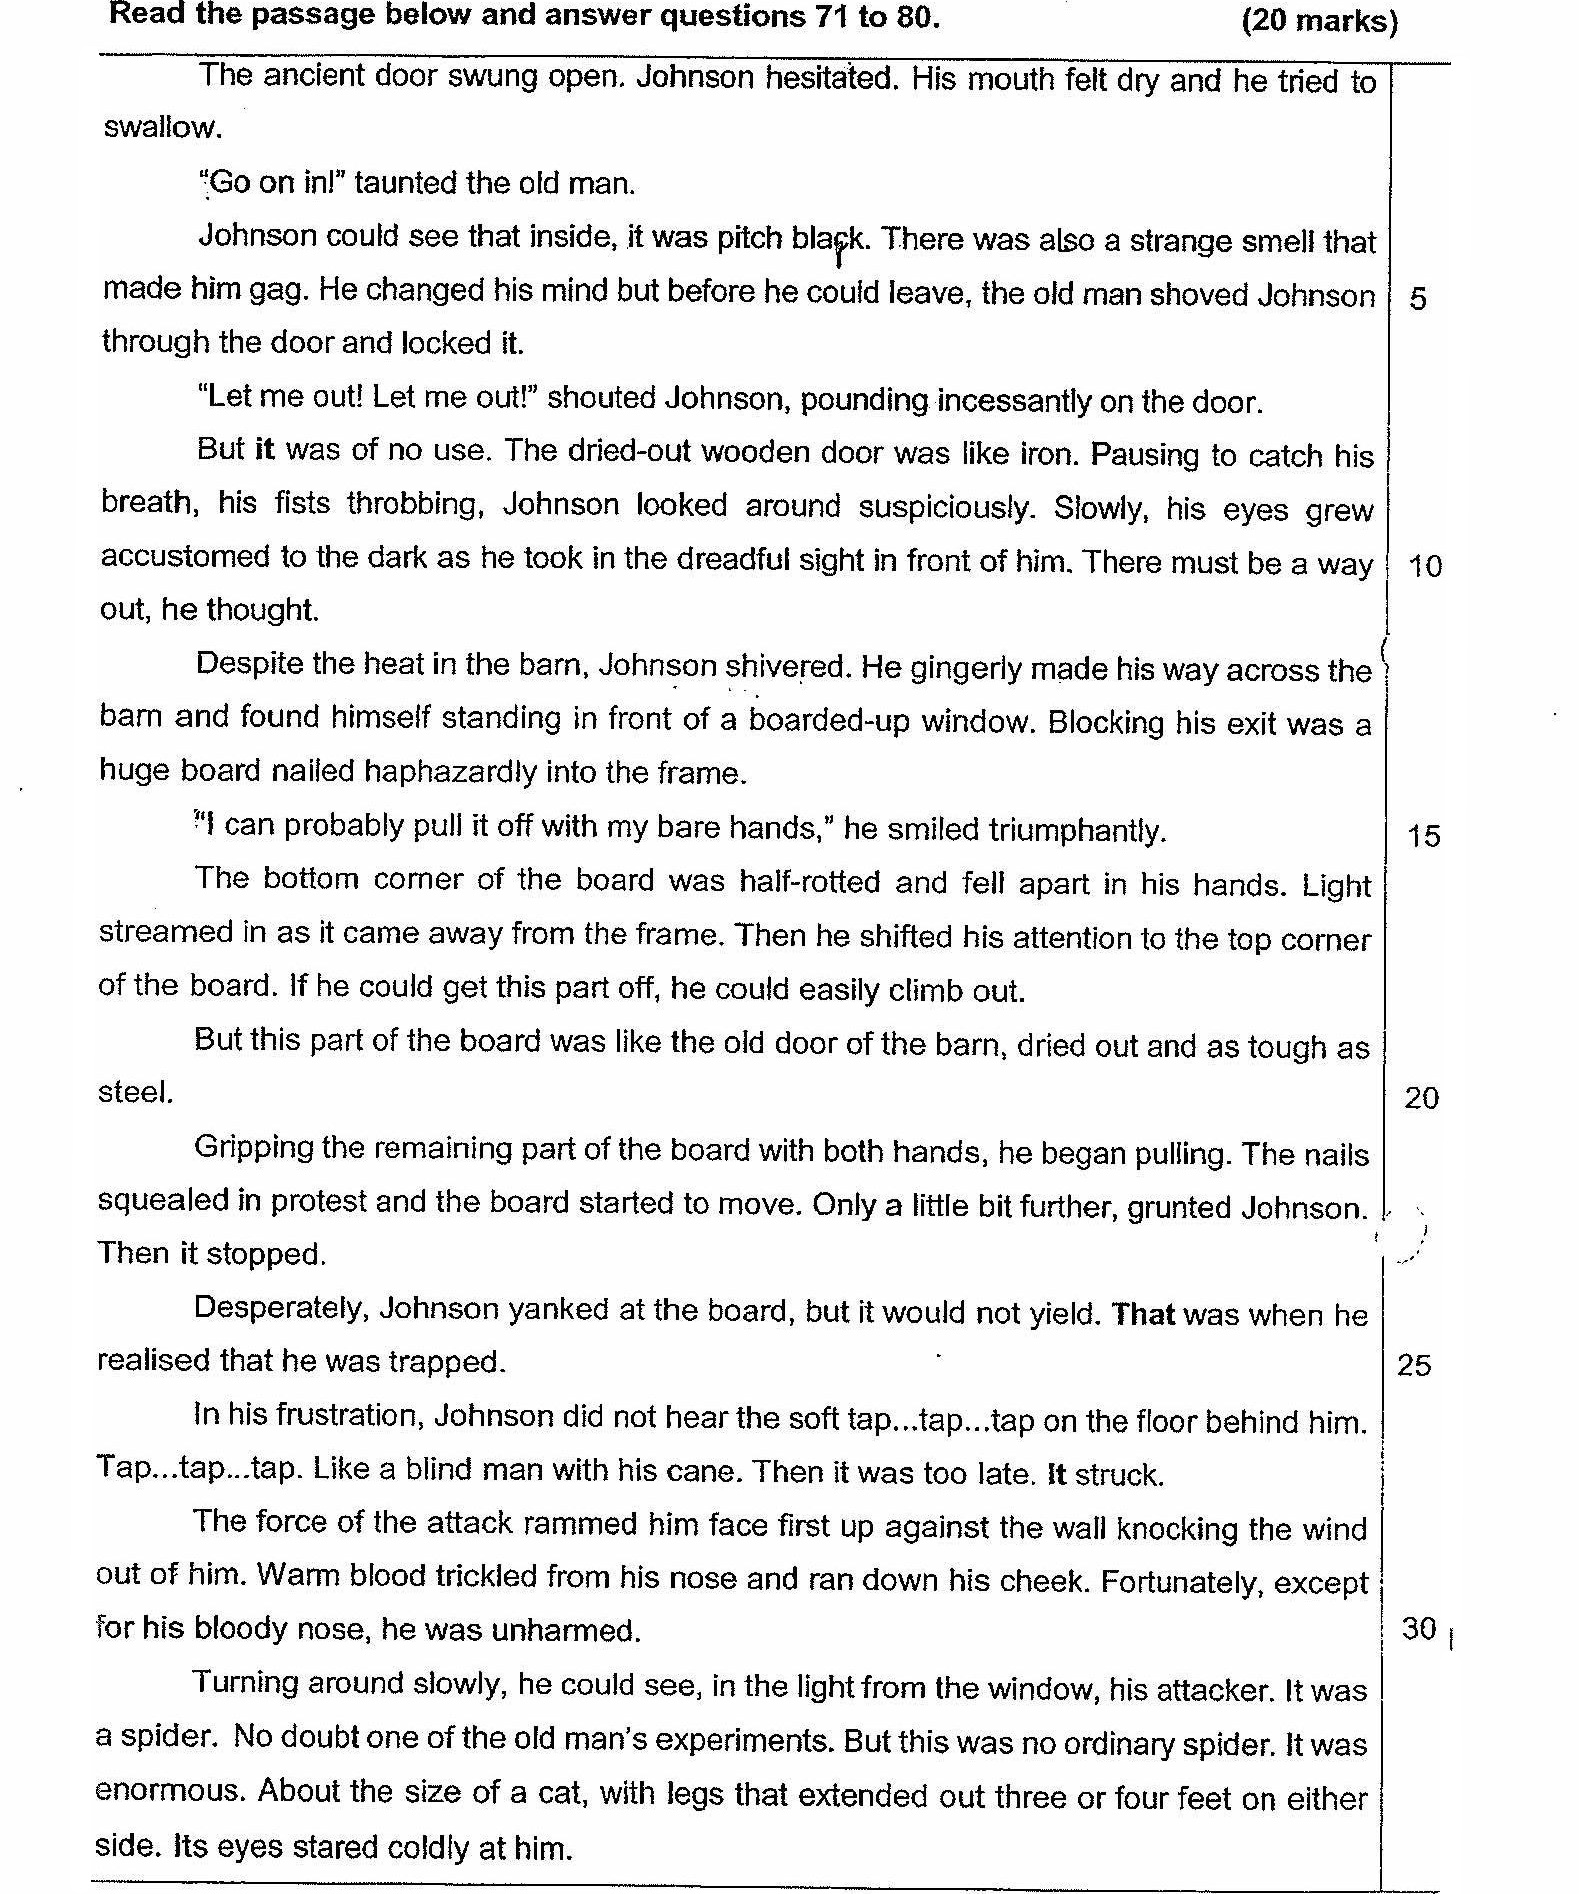 Read the passage below and answer questions 71 to 80. (20 marks)
The ancient door swung open. Johnson hesitated. His mouth felt dry and he tried to
swallow.
“Go on in!” taunted the old man.
Johnson could see that inside, it was pitch black. There was also a strange smell that
made him gag. He changed his mind but before he could leave, the old man shoved Johnson 5
through the door and locked it.
“Let me out! Let me out!” shouted Johnson, pounding incessantly on the door.
But it was of no use. The dried-out wooden door was like iron. Pausing to catch his
breath, his fists throbbing, Johnson looked around suspiciously. Slowly, his eyes grew
accustomed to the dark as he took in the dreadful sight in front of him. There must be a way 10
out, he thought.
Despite the heat in the barn, Johnson shivered. He gingerly made his way across the
barn and found himself standing in front of a boarded-up window. Blocking his exit was a
huge board nailed haphazardly into the frame.
“I can probably pull it off with my bare hands,” he smiled triumphantly. 15
The bottom corner of the board was half-rotted and fell apart in his hands. Light
streamed in as it came away from the frame. Then he shifted his attention to the top corner
of the board. If he could get this part off, he could easily climb out.
But this part of the board was like the old door of the barn, dried out and as tough as
steel. 20
Gripping the remaining part of the board with both hands, he began pulling. The nails
squealed in protest and the board started to move. Only a little bit further, grunted Johnson.
Then it stopped.
Desperately, Johnson yanked at the board, but it would not yield. That was when he
realised that he was trapped. 25
In his frustration, Johnson did not hear the soft tap...tap...tap on the floor behind him.
Tap...tap...tap. Like a blind man with his cane. Then it was too late. It struck.
The force of the attack rammed him face first up against the wall knocking the wind
out of him. Warm blood trickled from his nose and ran down his cheek. Fortunately, except
for his bloody nose, he was unharmed. 30
Turning around slowly, he could see, in the light from the window, his attacker. It was
a spider. No doubt one of the old man's experiments. But this was no ordinary spider. It was
enormous. About the size of a cat, with legs that extended out three or four feet on either
side. Its eyes stared coldly at him.